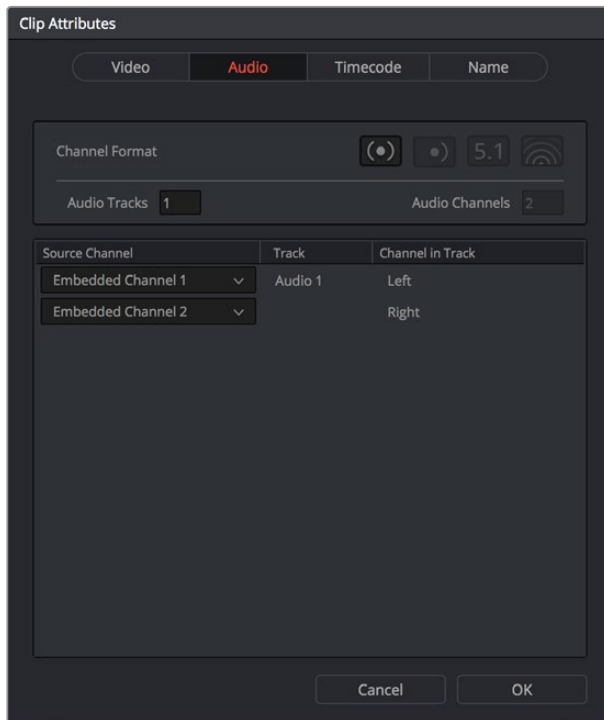 Clip Attributes
Video Audio Timecode Name
Channel Format 5.1
Audio Tracks 1 Audio Channels 2
Source Channel Track Channel in Track
Embedded Channel 1 Audio 1 Left
Embedded Channel 2 Right
Cancel OK